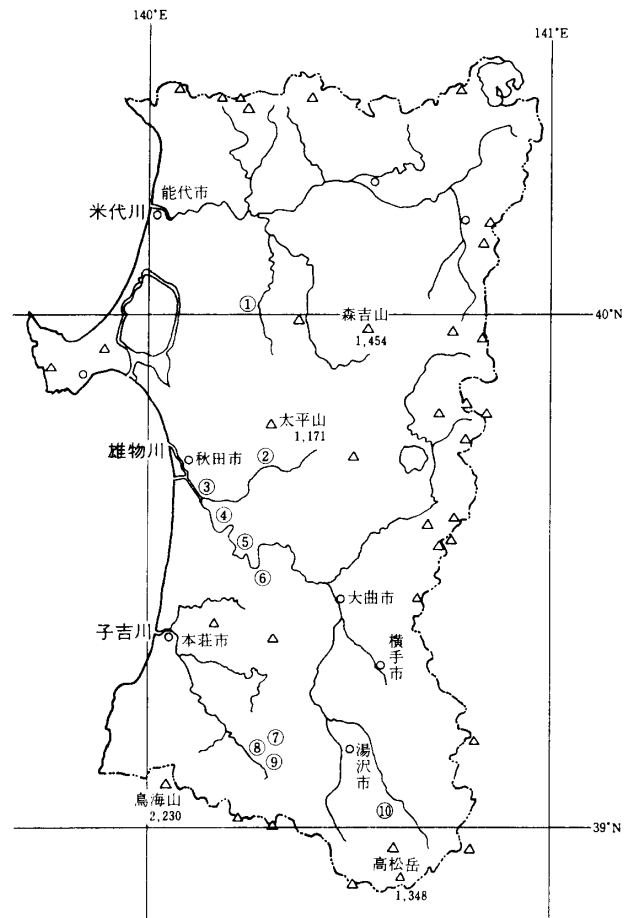 140°E
141°E
能代市
米代川
①
40°N
森吉山
1,454
太平山
1,171
雄物川
秋田市
②
③
④
⑤
⑥
大曲市
子吉川
本荘市
横手市
⑦
⑧
⑨
湯沢市
鳥海山
2,230
⑩
39°N
高松岳
1,348